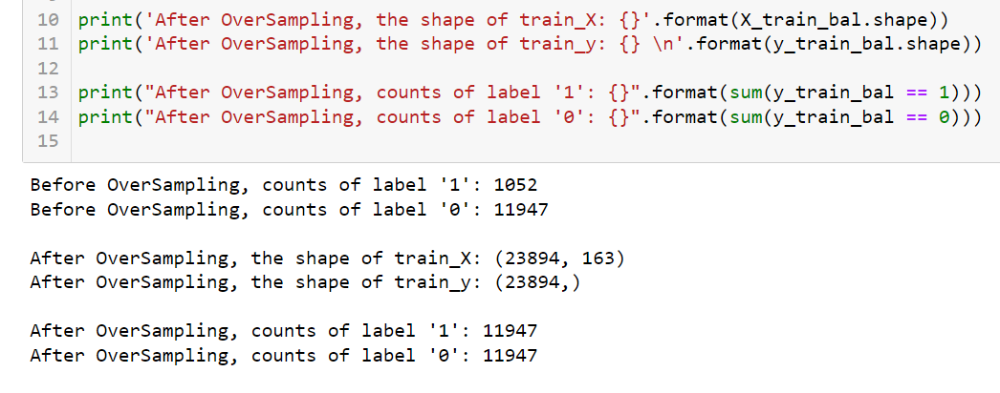 10 print('After OverSampling, the shape of train_X: {}'.format(X_train_bal.shape))
11 print('After OverSampling, the shape of train_y: {} \n'.format(y_train_bal.shape))
12
13 print("After OverSampling, counts of label '1': {}".format(sum(y_train_bal == 1)))
14 print("After OverSampling, counts of label '0': {}".format(sum(y_train_bal == 0)))
15
Before OverSampling, counts of label '1': 1052
Before OverSampling, counts of label '0': 11947
After OverSampling, the shape of train_X: (23894, 163)
After OverSampling, the shape of train_y: (23894,)
After OverSampling, counts of label '1': 11947
After OverSampling, counts of label '0': 11947